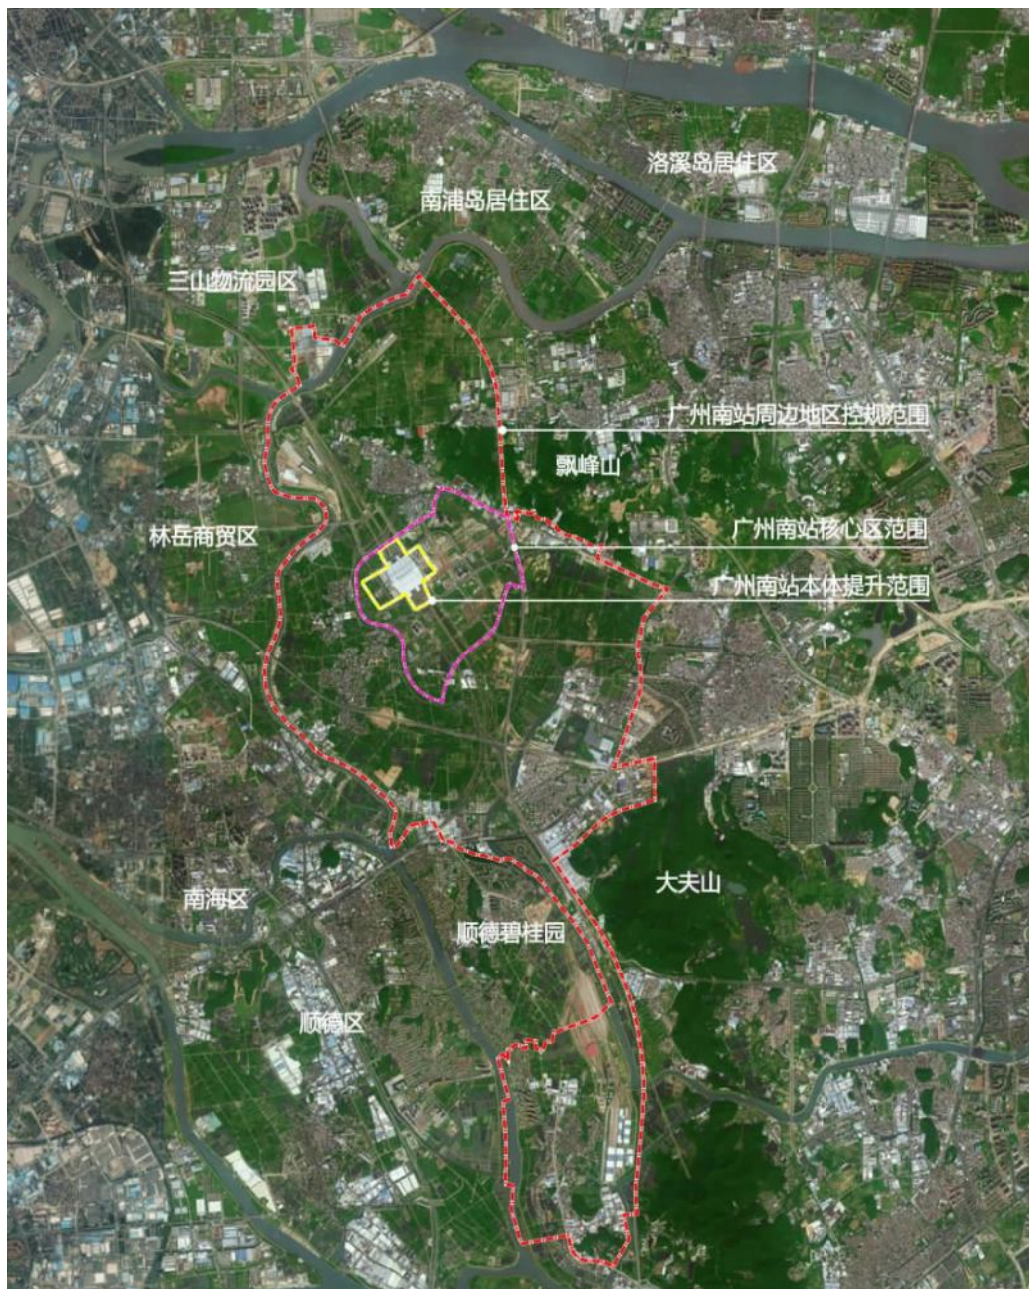 洛溪岛居住区
南浦岛居住区
三山物流园区
广州南站周边地区控规范围
飘峰山
广州南站核心区范围
林岳商贸区
广州南站本体提升范围
大夫山
南海区
顺德碧桂园
顺德区